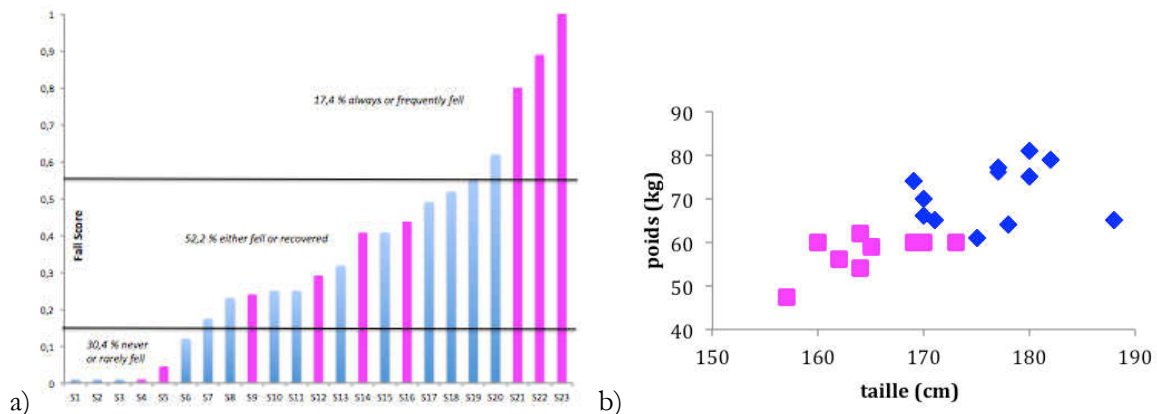 1
0,9
0,8
0,7
0,6
0,5
0,4
0,3
0,2
0,1
0
Fall Score
17,4 % always or frequently fell
52,2 % either fell or recovered
30,4 % never
or rarely fell
S1 S2 S3 S4 S5 S6 S7 S8 S9 S10 S11 S12 S13 S14 S15 S16 S17 S18 S19 S20 S21 S22 S23
a)
90
80
70
60
50
40
poids (kg)
150 160 170 180 190
taille (cm)
b)